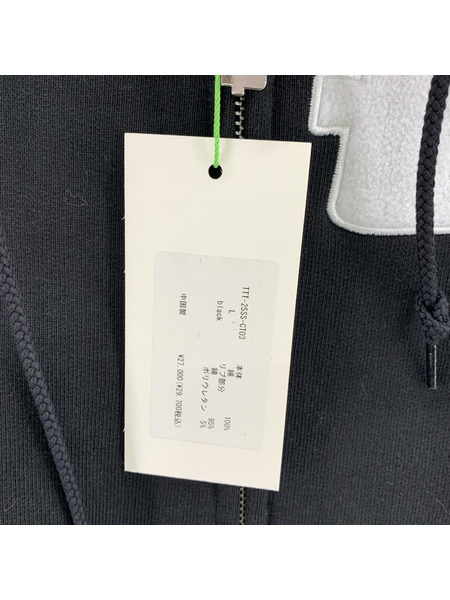 TTT-25SS-CT03
L
black
本体
綿 100%
リブ部分
綿 95%
ポリウレタン 5%
中国製
¥27,000(¥29,700税込)